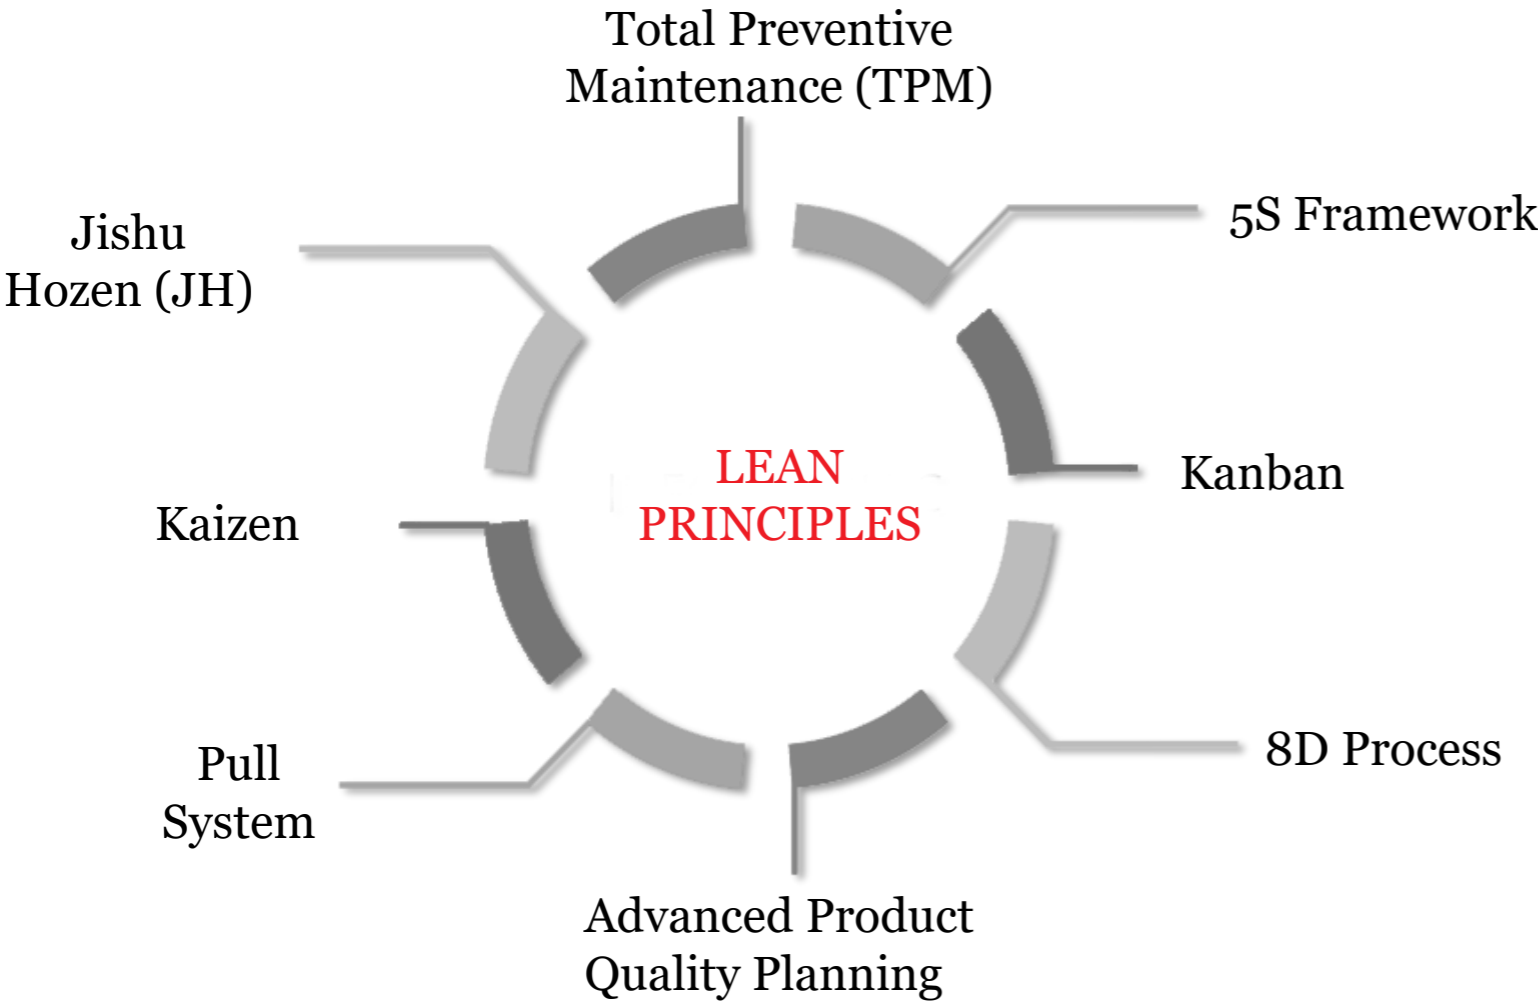 Total Preventive
Maintenance (TPM)
5S Framework
Jishu
Hozen (JH)
LEAN
PRINCIPLES
Kanban
Kaizen
8D Process
Pull
System
Advanced Product
Quality Planning